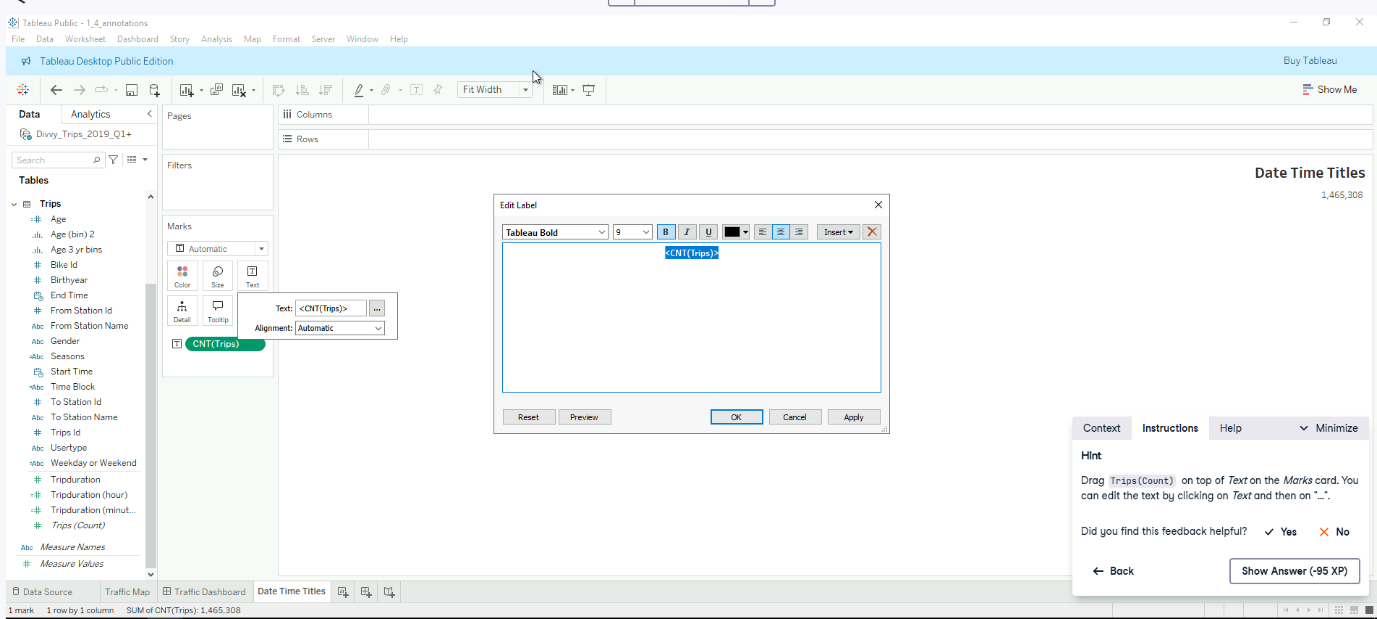 Tableau Public - 1_4_annotations
File Data Worksheet Dashboard Story Analysis Map Format Server Window Help
Tableau Desktop Public Edition
Buy Tableau
Fit Width
Show Me
Data Analytics
Divvy_Trips_2019_Q1+
Search
Tables
Trips
=# Age
Age (bin) 2
Age 3 yr bins
# Bike Id
# Birthyear
End Time
# From Station Id
Abc From Station Name
Abc Gender
=Abc Seasons
Start Time
=Abc Time Block
# To Station Id
Abc To Station Name
# Trips Id
Abc Usertype
=Abc Weekday or Weekend
# Tripduration
=# Tripduration (hour)
=# Tripduration (minut...
# Trips (Count)
Abc Measure Names
# Measure Values
Pages
Filters
Marks
T Automatic
Color Size Text
Detail Tooltip
T CNT(Trips)
Text: <CNT(Trips)> ...
Alignment: Automatic
iii Columns
Rows
Date Time Titles
1,465,308
Edit Label
Tableau Bold 9 B I U Insert
<CNT(Trips)>
Reset Preview OK Cancel Apply
Context Instructions Help Minimize
Hint
Drag Trips(Count) on top of Text on the Marks card. You
can edit the text by clicking on Text and then on "...".
Did you find this feedback helpful? Yes No
Back Show Answer (-95 XP)
Data Source Traffic Map Traffic Dashboard Date Time Titles
1 mark 1 row by 1 column SUM of CNT(Trips): 1,465,308